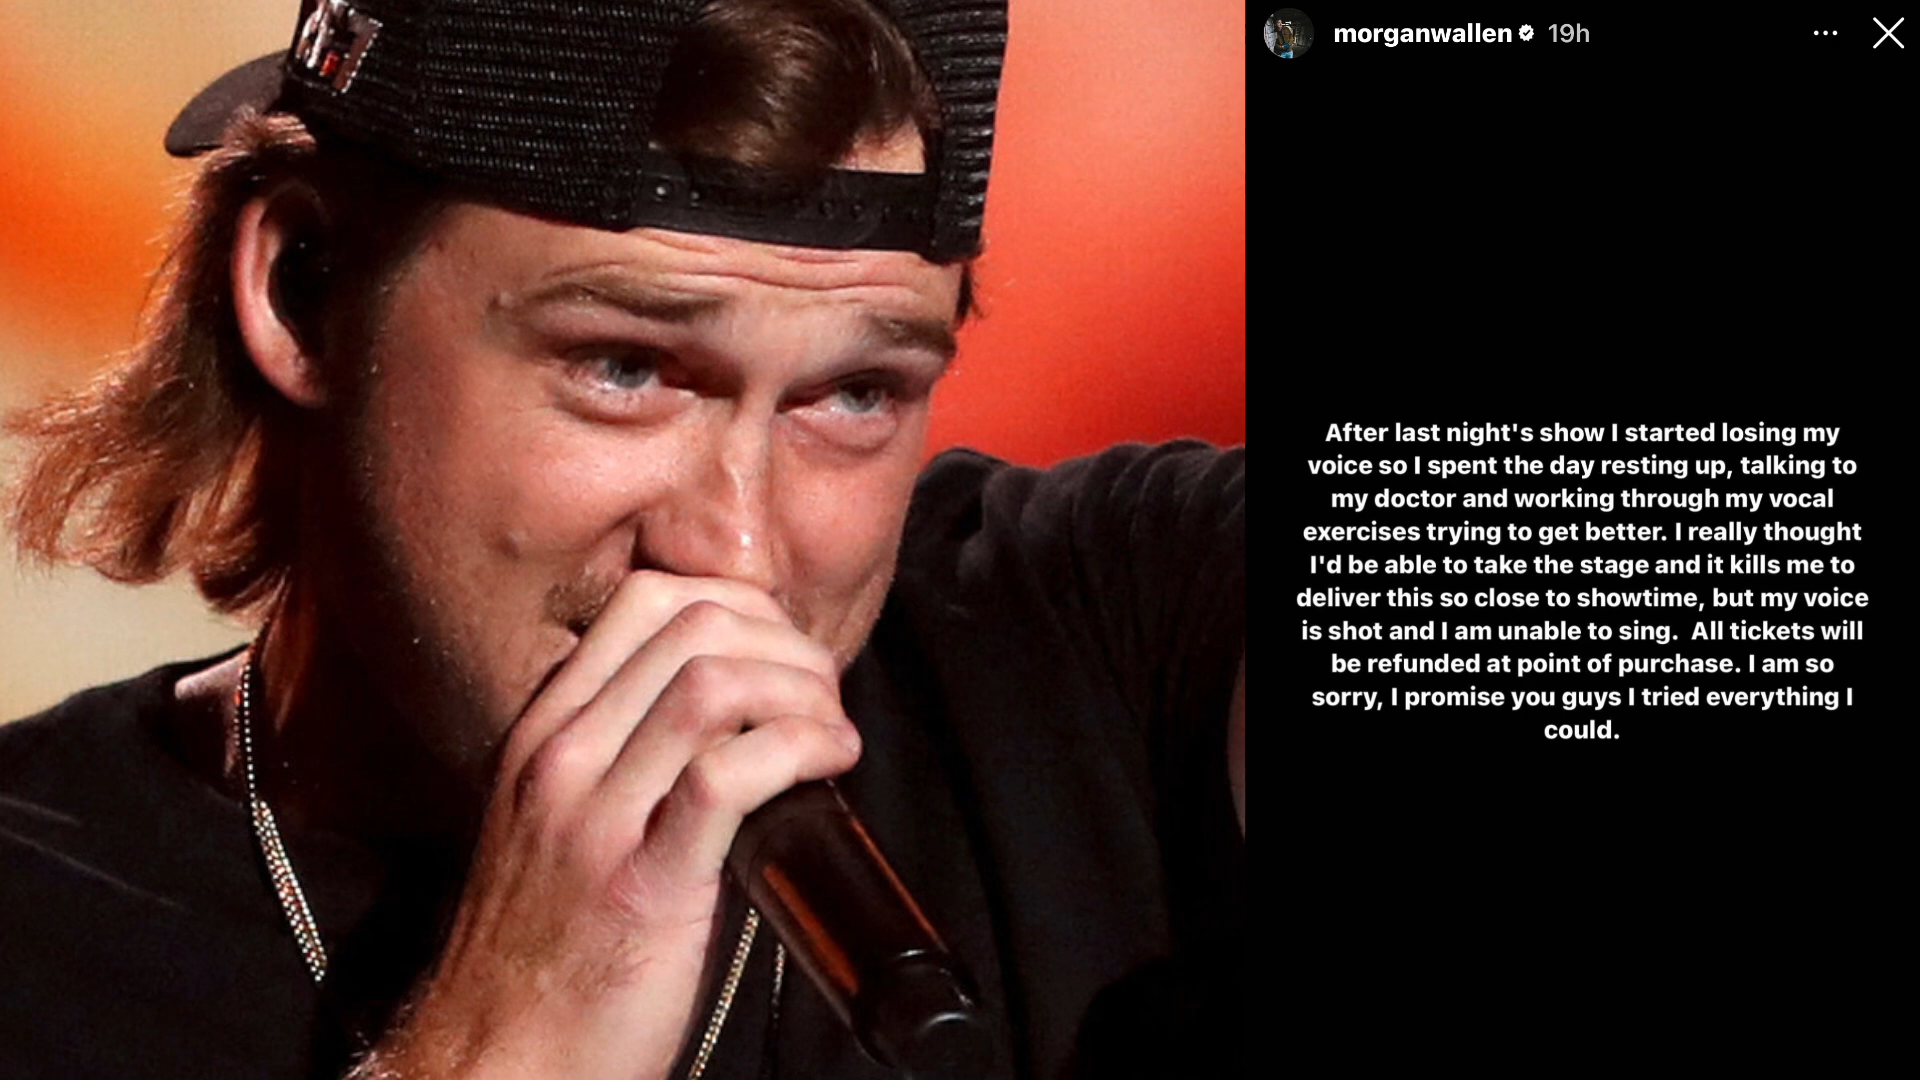 morganwallen 19h
After last night's show I started losing my
voice so I spent the day resting up, talking to
my doctor and working through my vocal
exercises trying to get better. I really thought
I'd be able to take the stage and it kills me to
deliver this so close to showtime, but my voice
is shot and I am unable to sing.  All tickets will
be refunded at point of purchase. I am so
sorry, I promise you guys I tried everything I
could.